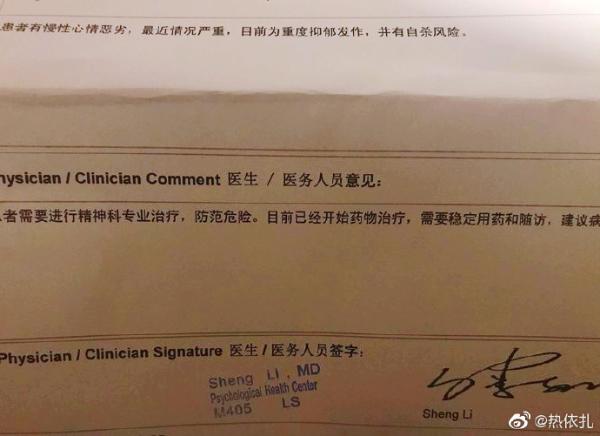 患者有慢性心情恶劣，最近情况严重，目前为重度抑郁发作，并有自杀风险。
hysician / Clinician Comment 医生 / 医务人员意见：
者需要进行精神科专业治疗，防范危险。目前已经开始药物治疗，需要稳定用药和随访，建议病
Physician / Clinician Signature 医生 / 医务人员签字：
Sheng LI, MD
Psychological Health Center
M405 LS
Sheng Li
@热依扎